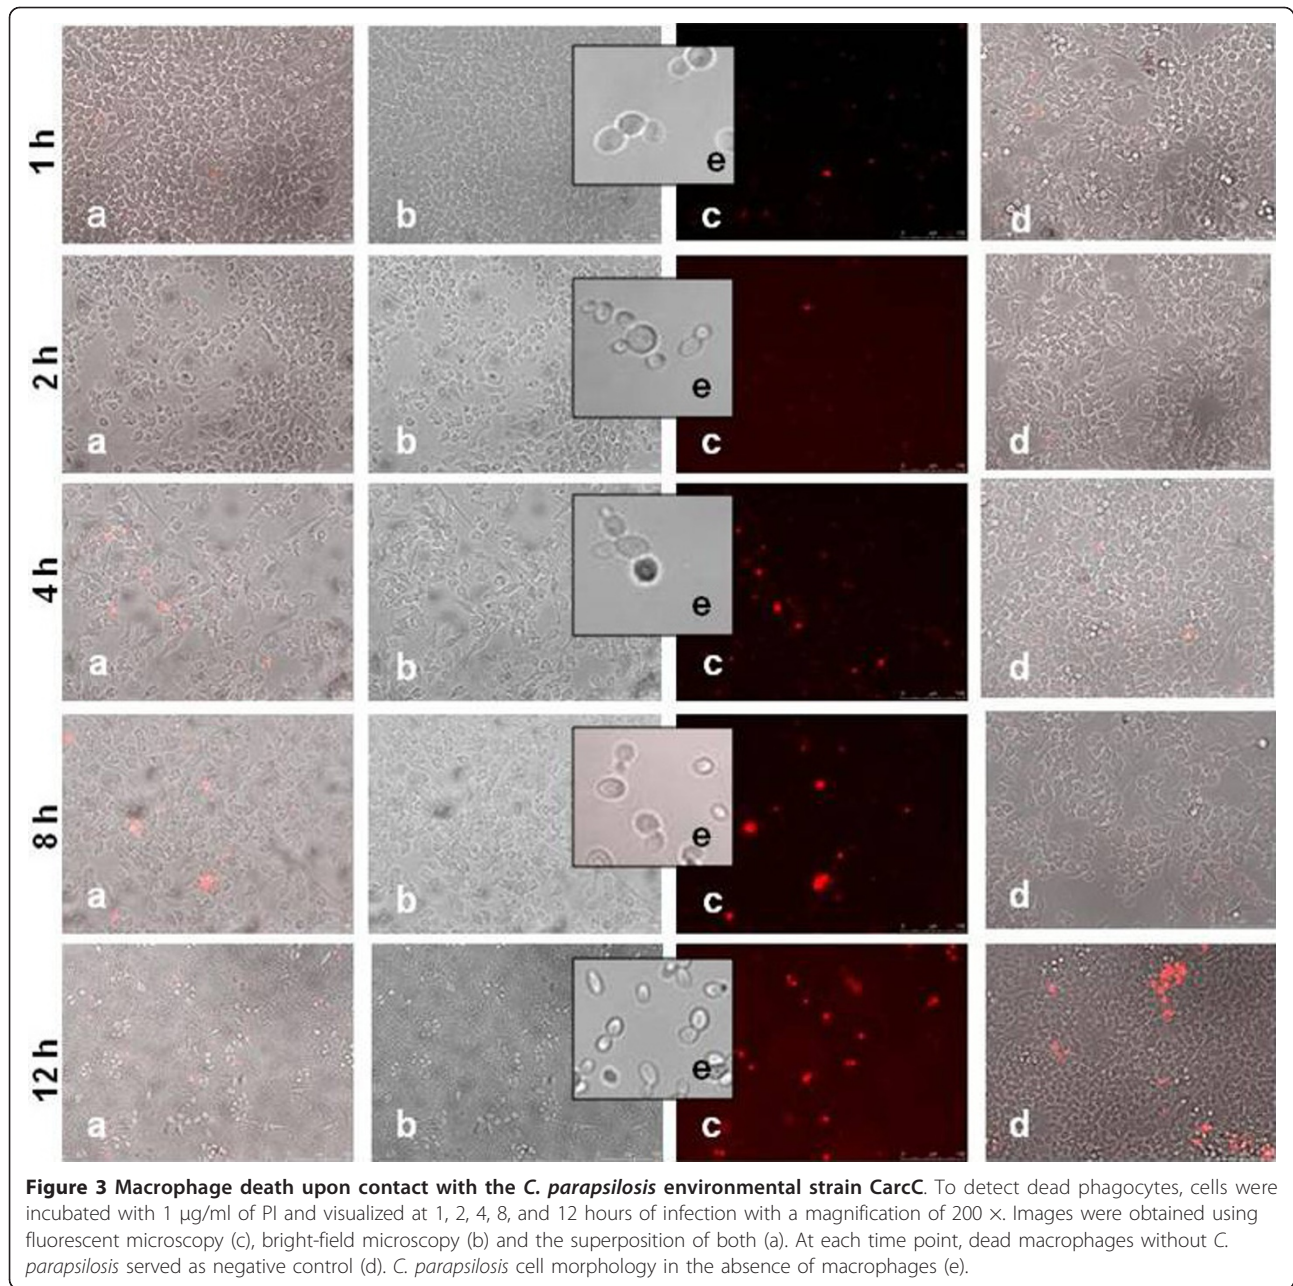 1 h
a
b
e
c
d
2 h
a
b
e
c
d
4 h
a
b
e
c
d
8 h
a
b
e
c
d
12 h
a
b
e
c
d
Figure 3 Macrophage death upon contact with the C. parapsilosis environmental strain CarcC. To detect dead phagocytes, cells were
incubated with 1 μg/ml of PI and visualized at 1, 2, 4, 8, and 12 hours of infection with a magnification of 200 ×. Images were obtained using
fluorescent microscopy (c), bright-field microscopy (b) and the superposition of both (a). At each time point, dead macrophages without C.
parapsilosis served as negative control (d). C. parapsilosis cell morphology in the absence of macrophages (e).